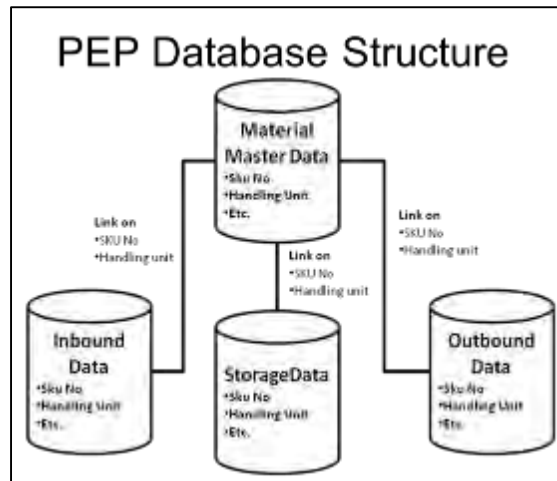 PEP Database Structure
Material
Master Data
•Sku No
•Handling Unit
•Etc.
Link on
•SKU No
•Handling unit
Link on
•SKU No
•Handling unit
Link on
•SKU No
•Handling unit
Inbound
Data
•Sku No
•Handling Unit
•Etc.
StorageData
•Sku No
•Handling Unit
•Etc.
Outbound
Data
•Sku No
•Handling Unit
•Etc.